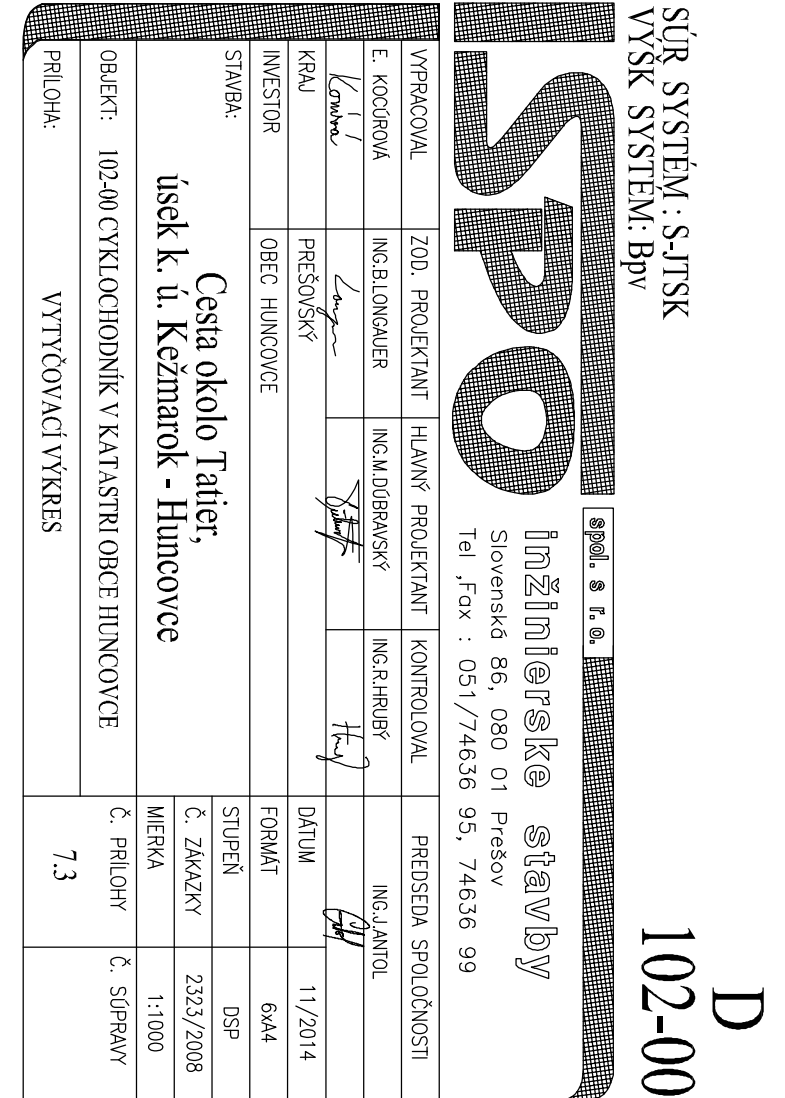 D
102-00
SÚR SYSTÉM : S-JTSK
VÝŠK SYSTÉM: Bpv
ISPO
spol. s r. o.
inžinierske stavby
Slovenská 86, 080 01 Prešov
Tel ,Fax : 051/74636 95, 74636 99
VYPRACOVAL ZOD. PROJEKTANT HLAVNÝ PROJEKTANT KONTROLOVAL PREDSEDA SPOLOČNOSTI
E. KOCÚROVÁ ING.B.LONGAUER ING.M.DÚBRAVSKÝ ING.R.HRUBÝ ING.J.ANTOL
KRAJ PREŠOVSKÝ DÁTUM 11/2014
INVESTOR OBEC HUNCOVCE FORMÁT 6xA4
STAVBA: STUPEŇ DSP
Cesta okolo Tatier, Č. ZÁKAZKY 2323/2008
úsek k. ú. Kežmarok - Huncovce MIERKA 1:1000
OBJEKT: 102-00 CYKLOCHODNÍK V KATASTRI OBCE HUNCOVCE Č. PRÍLOHY Č. SÚPRAVY
PRÍLOHA: VYTYČOVACÍ VÝKRES 7.3